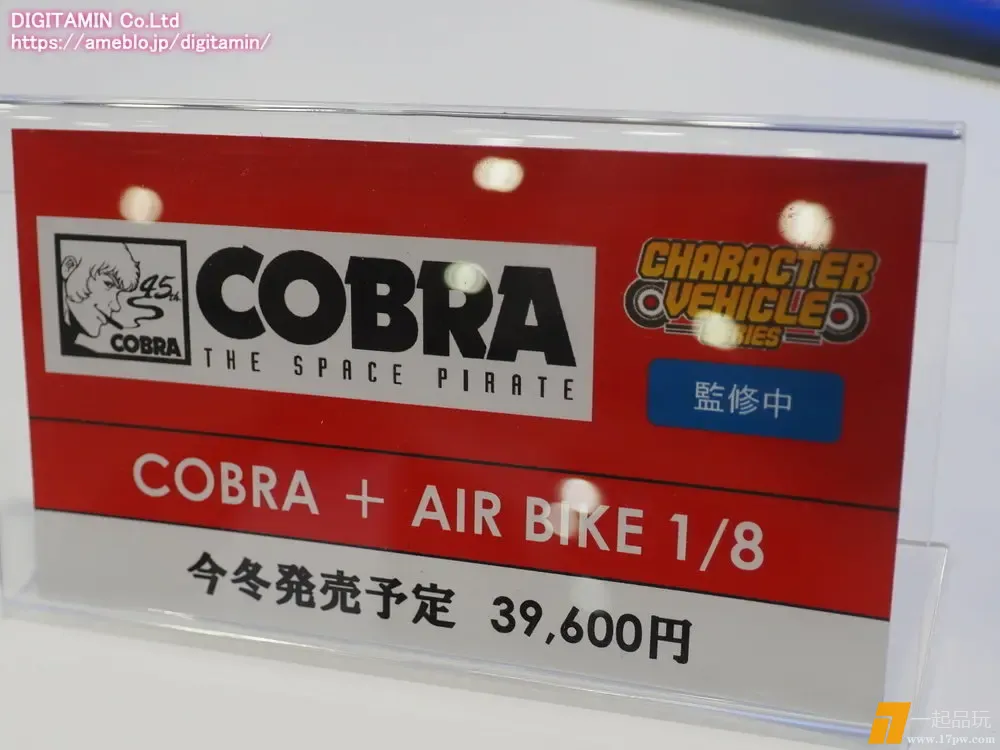 DIGITAMIN Co.Ltd
https://ameblo.jp/digitamin/
45th
COBRA
COBRA
THE SPACE PIRATE
CHARACTER
VEHICLE
SERIES
監修中
COBRA + AIR BIKE 1/8
今冬発売予定 39,600円
一起品玩
www.17pw.com